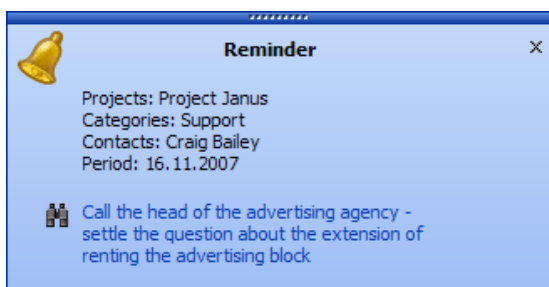 Reminder
Projects: Project Janus
Categories: Support
Contacts: Craig Bailey
Period: 16.11.2007
Call the head of the advertising agency -
settle the question about the extension of
renting the advertising block